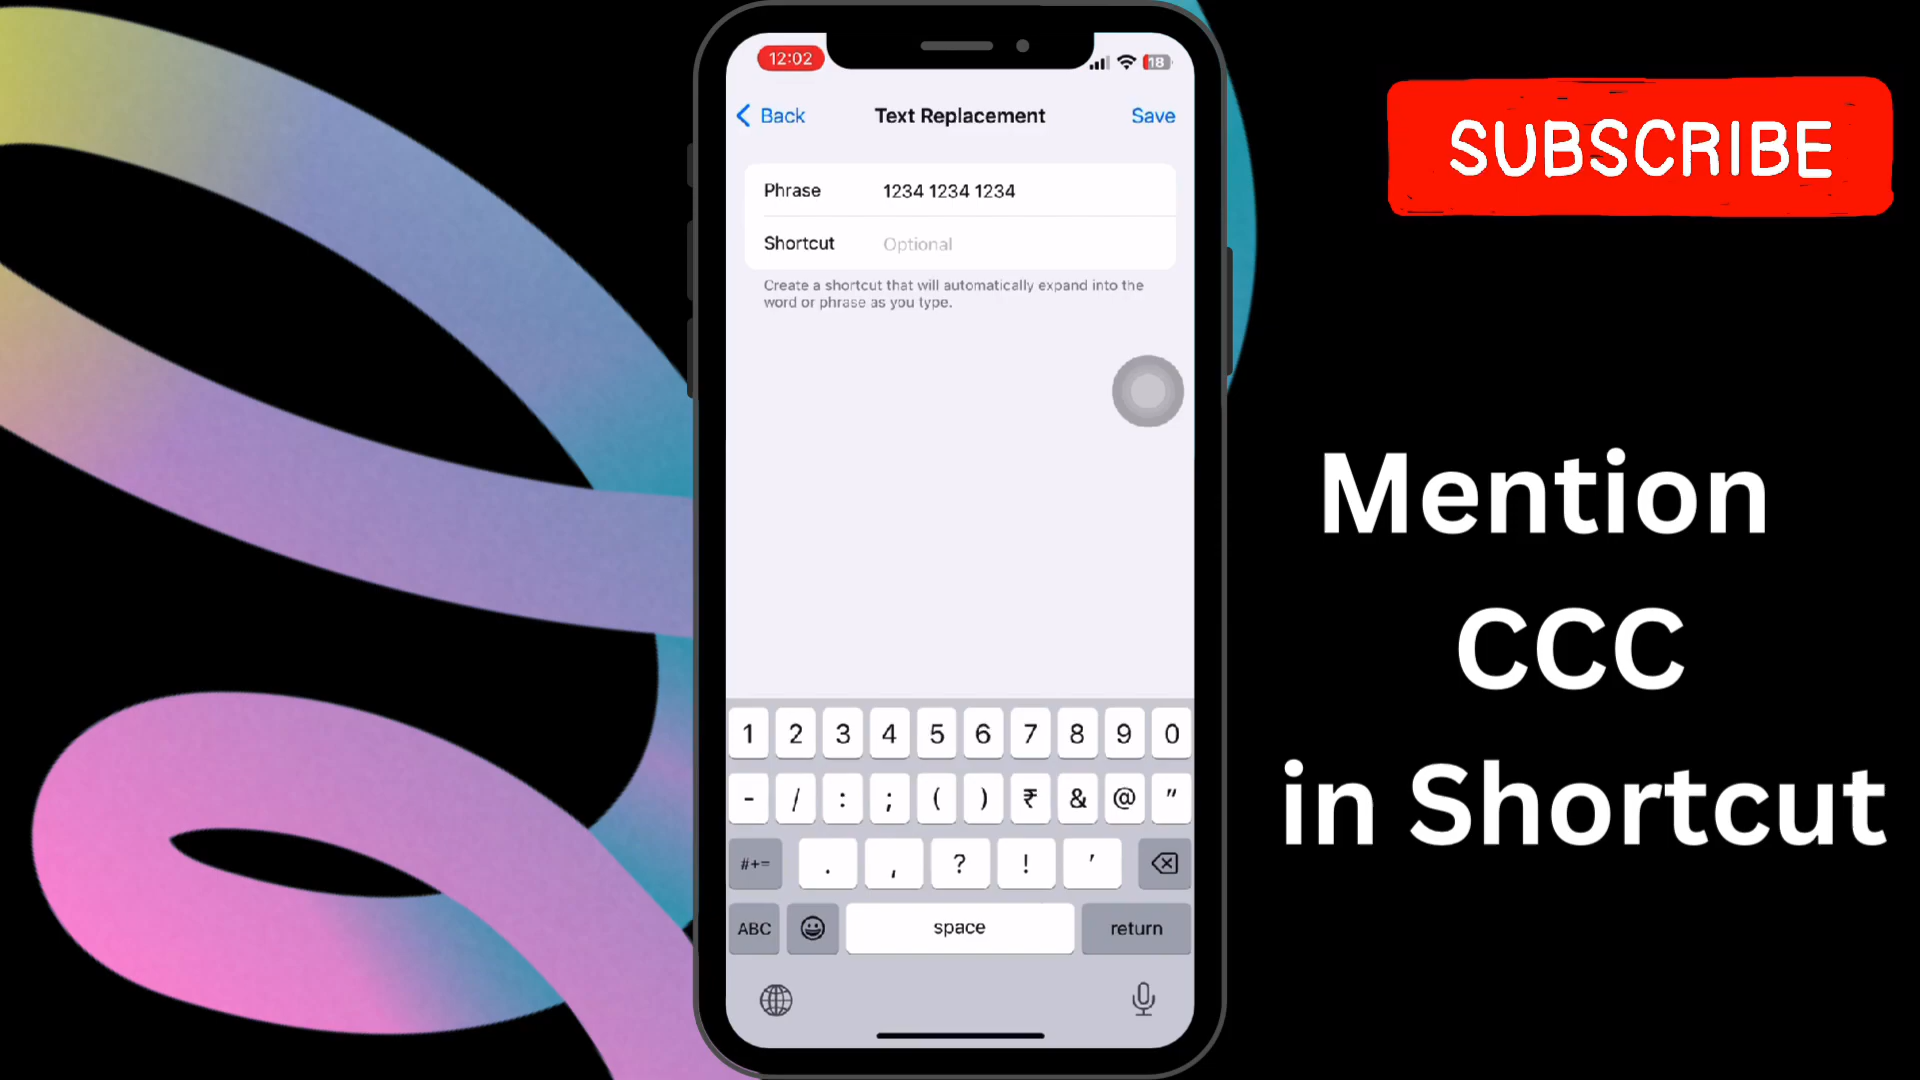 12:02
18
Back Text Replacement Save
Phrase 1234 1234 1234
Shortcut Optional
Create a shortcut that will automatically expand into the
word or phrase as you type.
1 2 3 4 5 6 7 8 9 0
- / : ; ( ) ₹ & @ "
#+= . , ? ! '
ABC space return
SUBSCRIBE
Mention
CCC
in Shortcut